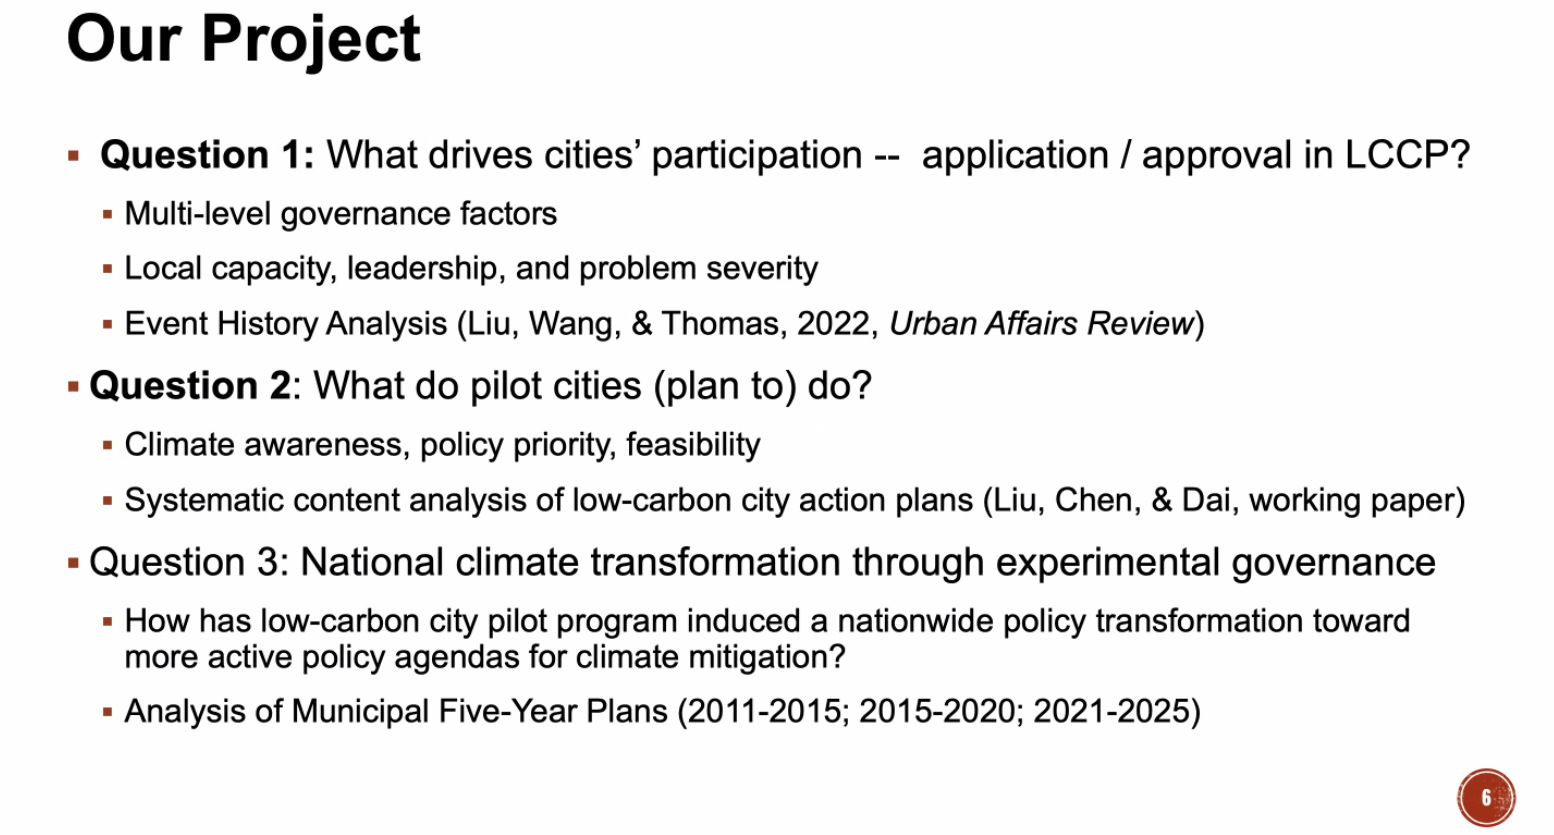 Our Project
Question 1: What drives cities’ participation --  application / approval in LCCP?
Multi-level governance factors
Local capacity, leadership, and problem severity
Event History Analysis (Liu, Wang, & Thomas, 2022, Urban Affairs Review)
Question 2: What do pilot cities (plan to) do?
Climate awareness, policy priority, feasibility
Systematic content analysis of low-carbon city action plans (Liu, Chen, & Dai, working paper)
Question 3: National climate transformation through experimental governance
How has low-carbon city pilot program induced a nationwide policy transformation toward
more active policy agendas for climate mitigation?
Analysis of Municipal Five-Year Plans (2011-2015; 2015-2020; 2021-2025)
6